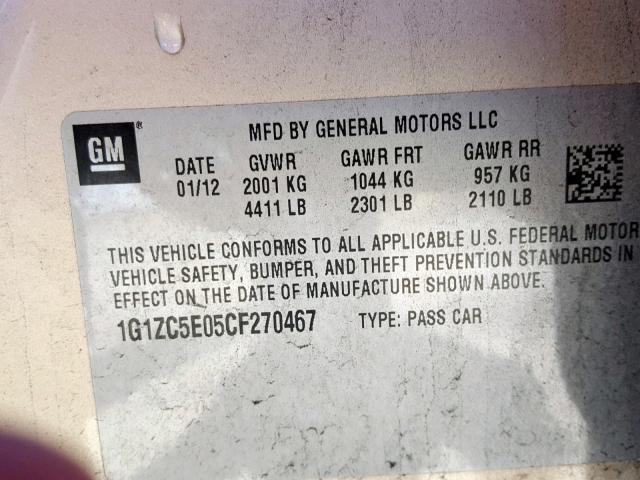 GM ®
MFD BY GENERAL MOTORS LLC
DATE GVWR GAWR FRT GAWR RR
01/12 2001 KG 1044 KG 957 KG
4411 LB 2301 LB 2110 LB
THIS VEHICLE CONFORMS TO ALL APPLICABLE U.S. FEDERAL MOTOR
VEHICLE SAFETY, BUMPER, AND THEFT PREVENTION STANDARDS IN
EFFECT ON THE DATE OF MANUFACTURE SHOWN ABOVE.
1G1ZC5E05CF270467 TYPE: PASS CAR